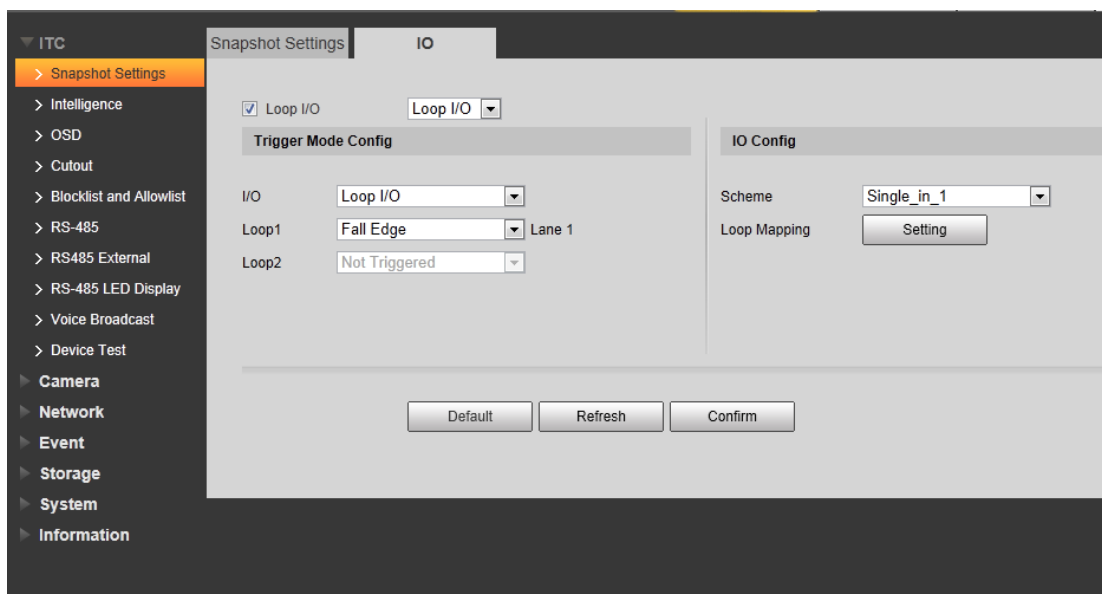 ITC
Snapshot Settings
Intelligence
OSD
Cutout
Blocklist and Allowlist
RS-485
RS485 External
RS-485 LED Display
Voice Broadcast
Device Test
Camera
Network
Event
Storage
System
Information
Snapshot Settings IO
Loop I/O Loop I/O
Trigger Mode Config
I/O Loop I/O
Loop1 Fall Edge Lane 1
Loop2 Not Triggered
IO Config
Scheme Single_in_1
Loop Mapping Setting
Default Refresh Confirm